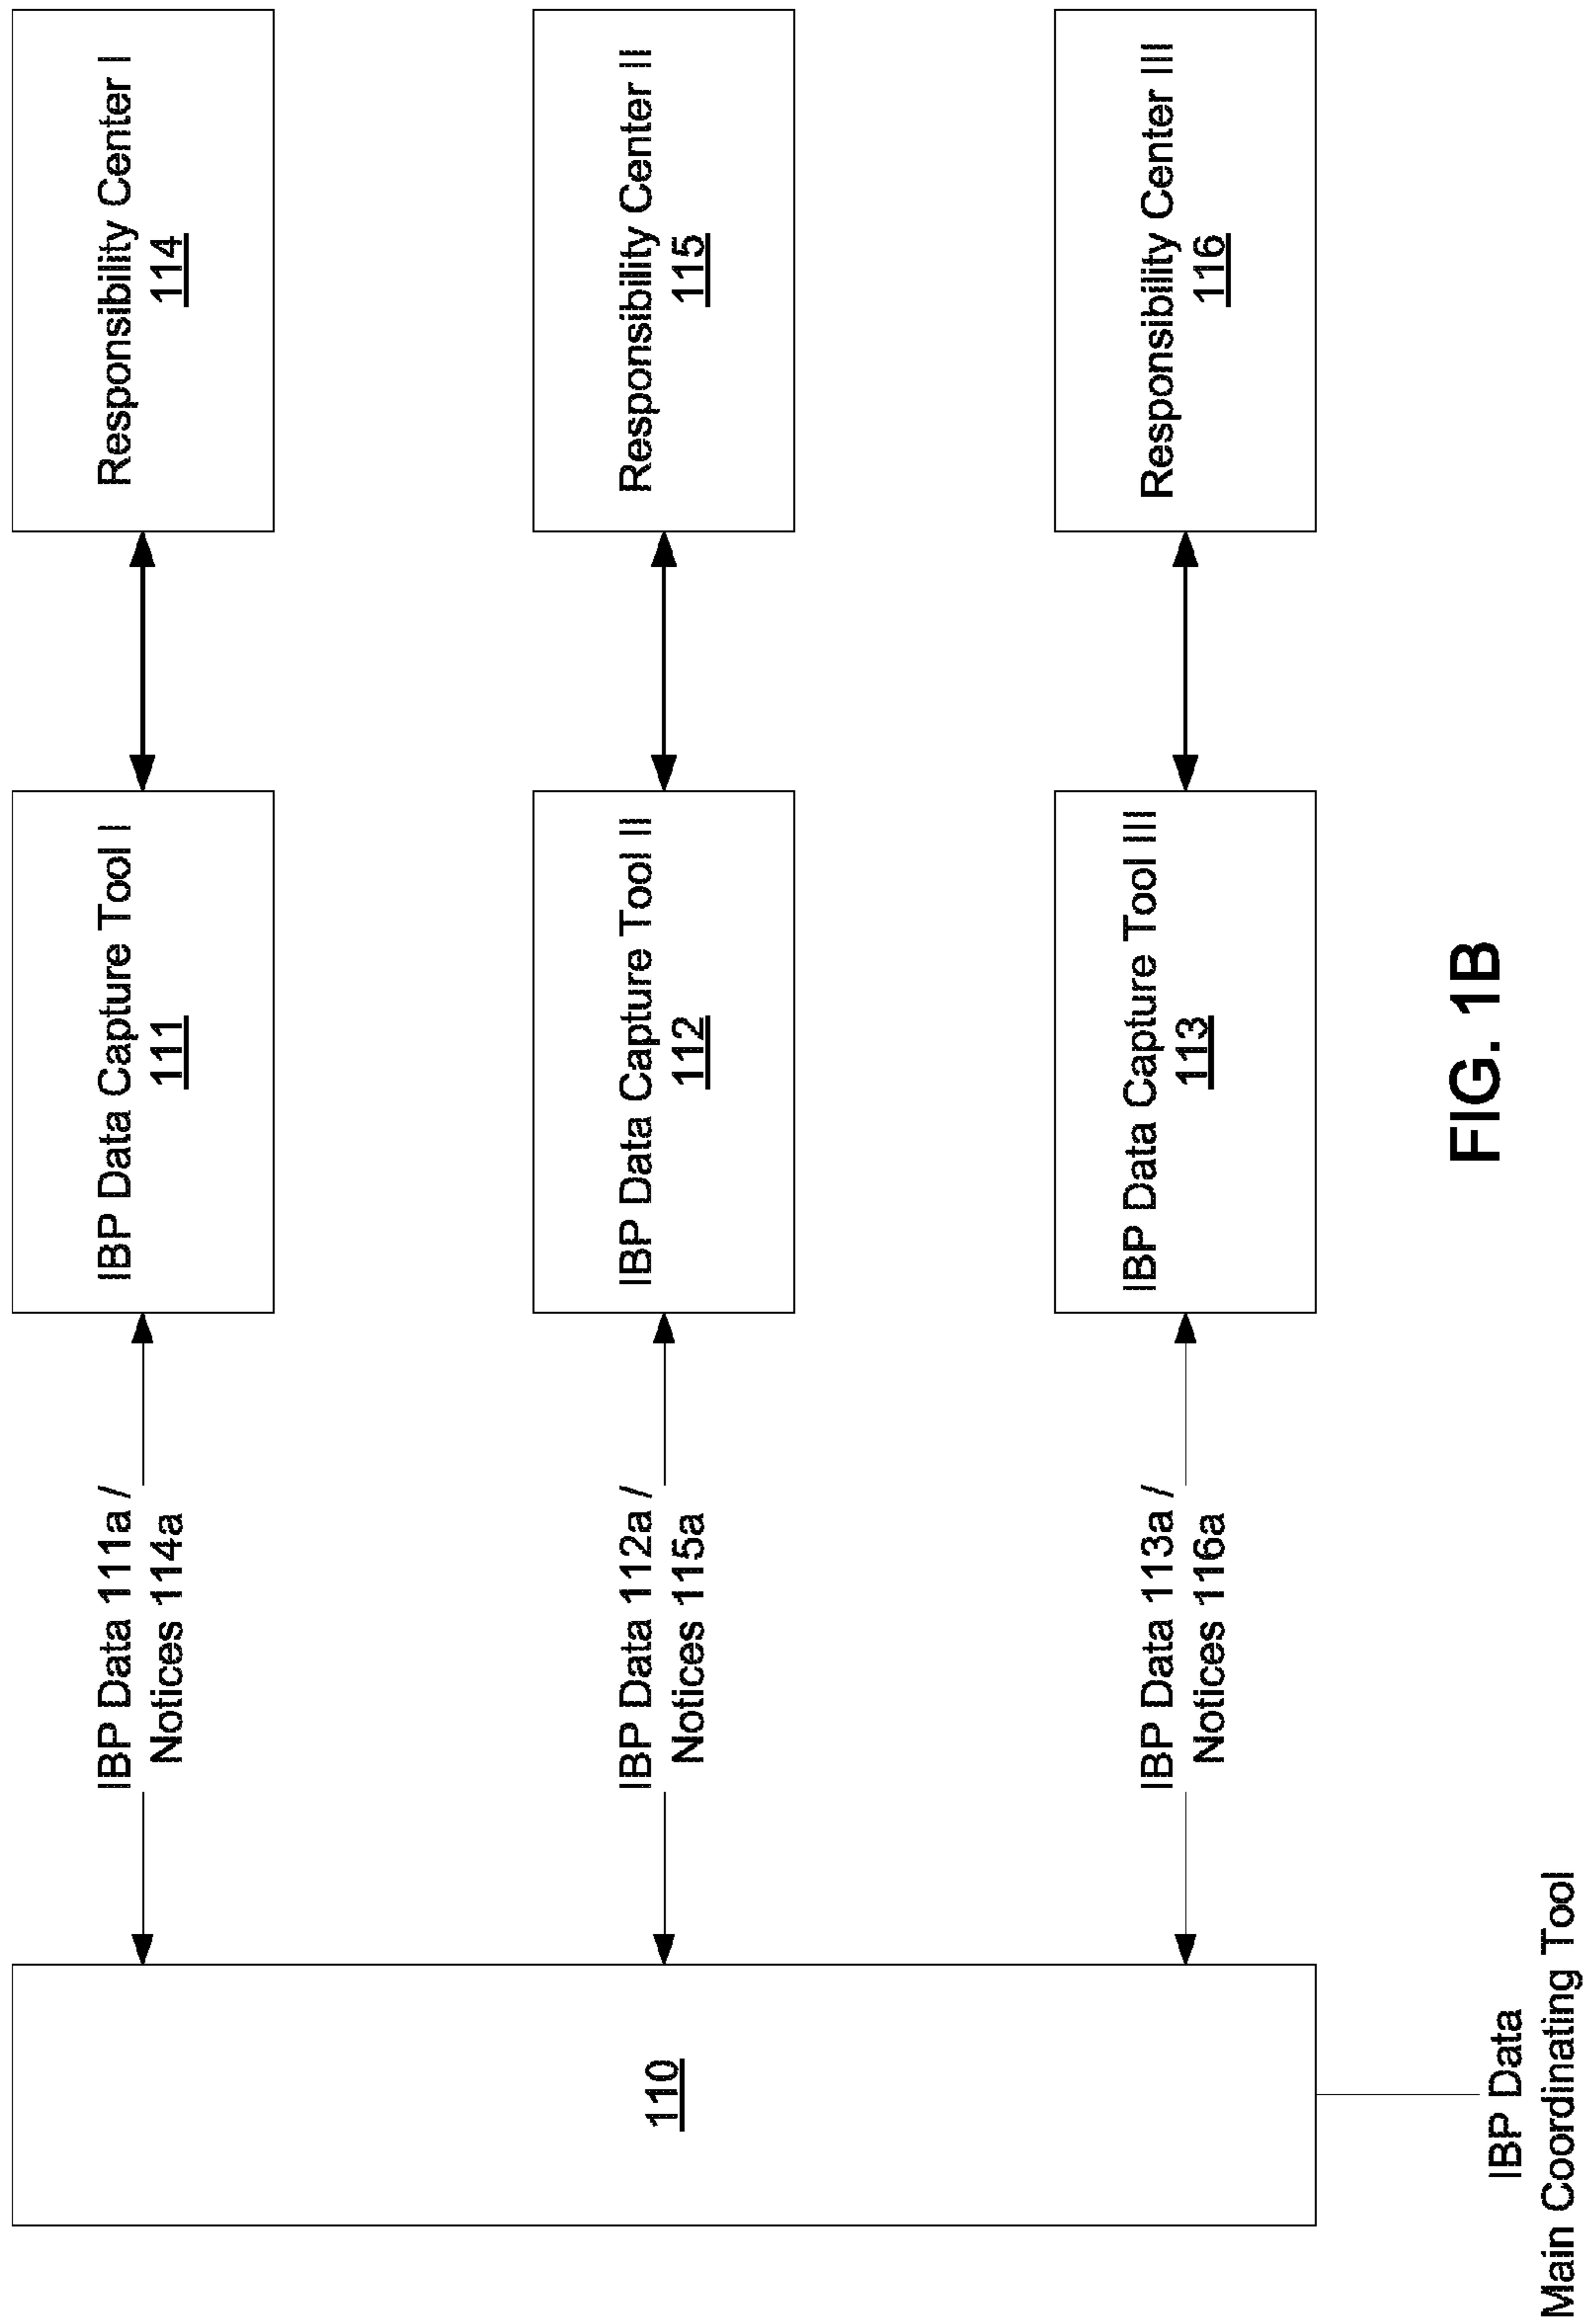 110
IBP Data
Main Coordinating Tool
IBP Data 111a /
Notices 114a
IBP Data Capture Tool I
111
Responsibility Center I
114
IBP Data 112a /
Notices 115a
IBP Data Capture Tool II
112
Responsibility Center II
115
IBP Data 113a /
Notices 116a
IBP Data Capture Tool III
113
Responsibility Center III
116
FIG. 1B